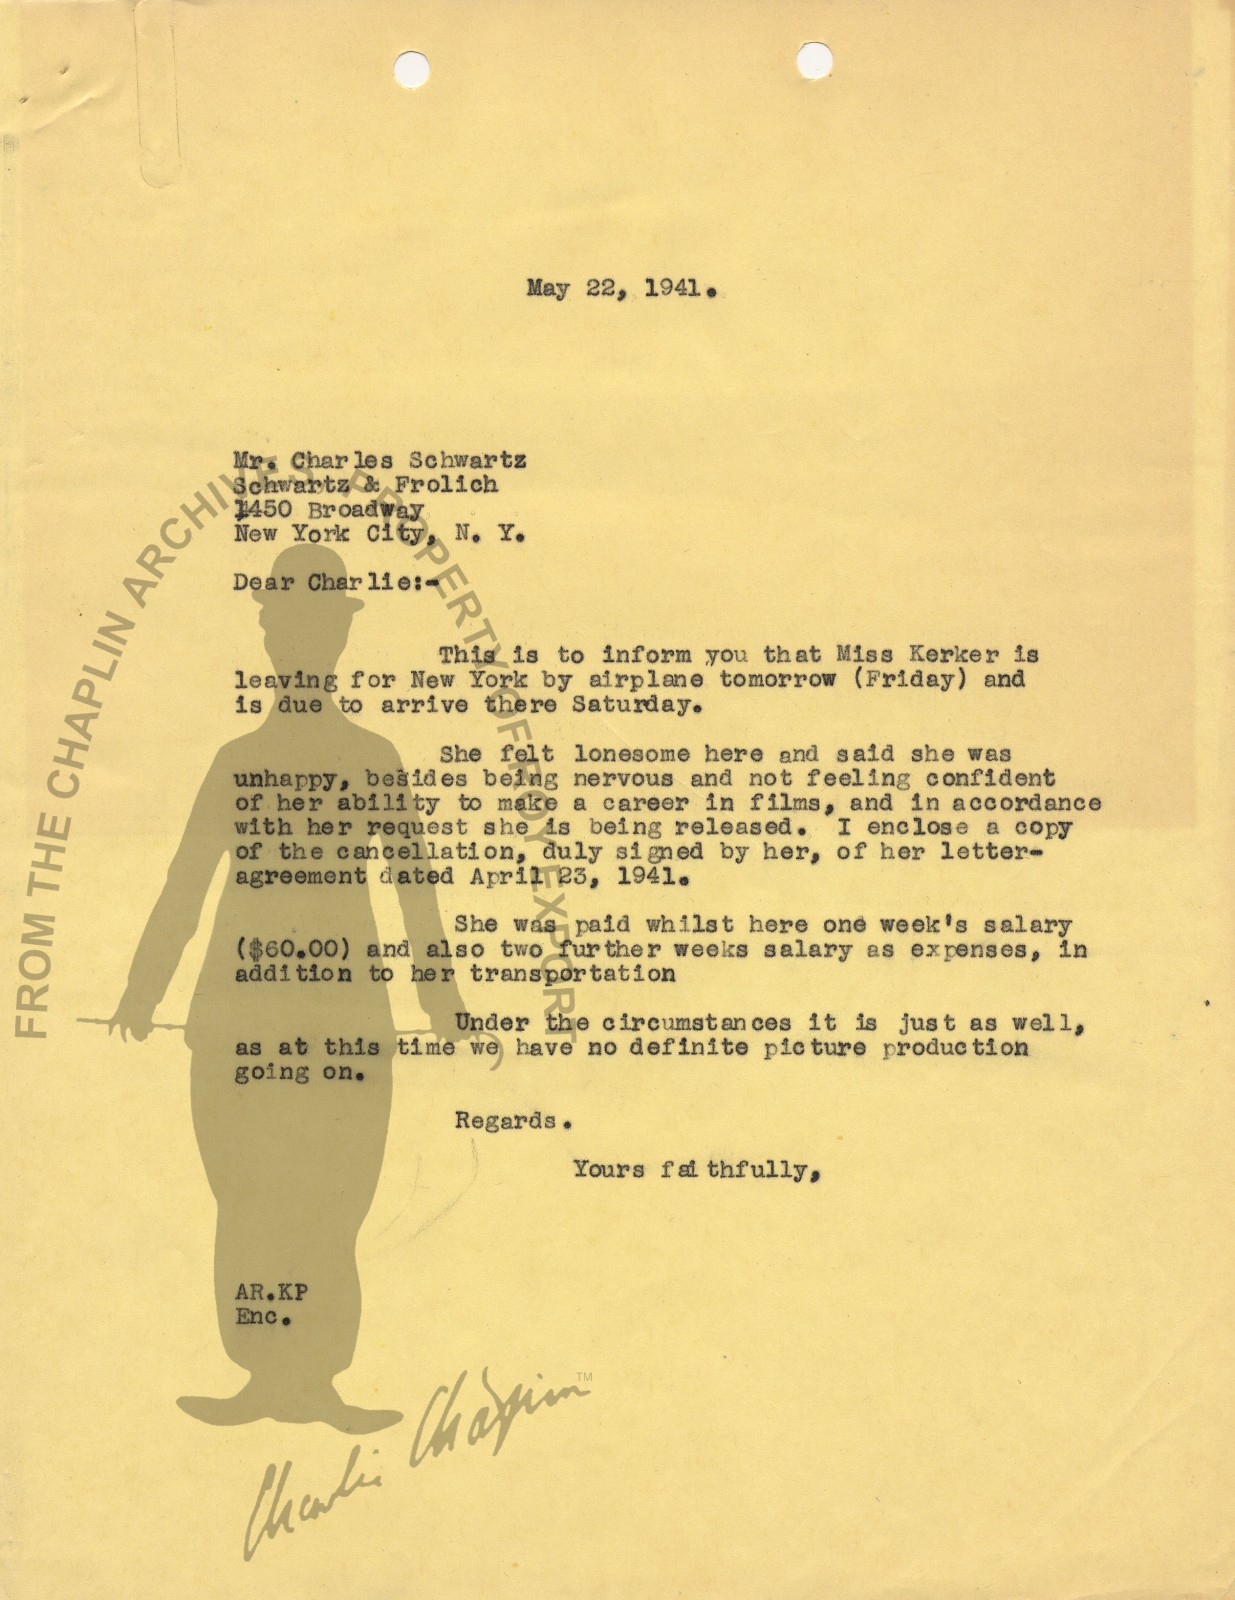 May 22, 1941.
Mr. Charles Schwartz
Schwartz & Frolich
1450 Broadway
New York City, N. Y.
Dear Charlie:-
This is to inform you that Miss Kerker is
leaving for New York by airplane tomorrow (Friday) and
is due to arrive there Saturday.
She felt lonesome here and said she was
unhappy, besides being nervous and not feeling confident
of her ability to make a career in films, and in accordance
with her request she is being released. I enclose a copy
of the cancellation, duly signed by her, of her letter-
agreement dated April 23, 1941.
She was paid whilst here one week's salary
($60.00) and also two further weeks salary as expenses, in
addition to her transportation
Under the circumstances it is just as well,
as at this time we have no definite picture production
going on.
Regards.
Yours faithfully,
AR.KP
Enc.
FROM THE CHAPLIN ARCHIVES, PROPERTY OF ROY EXPORT
Charlie Chaplin TM